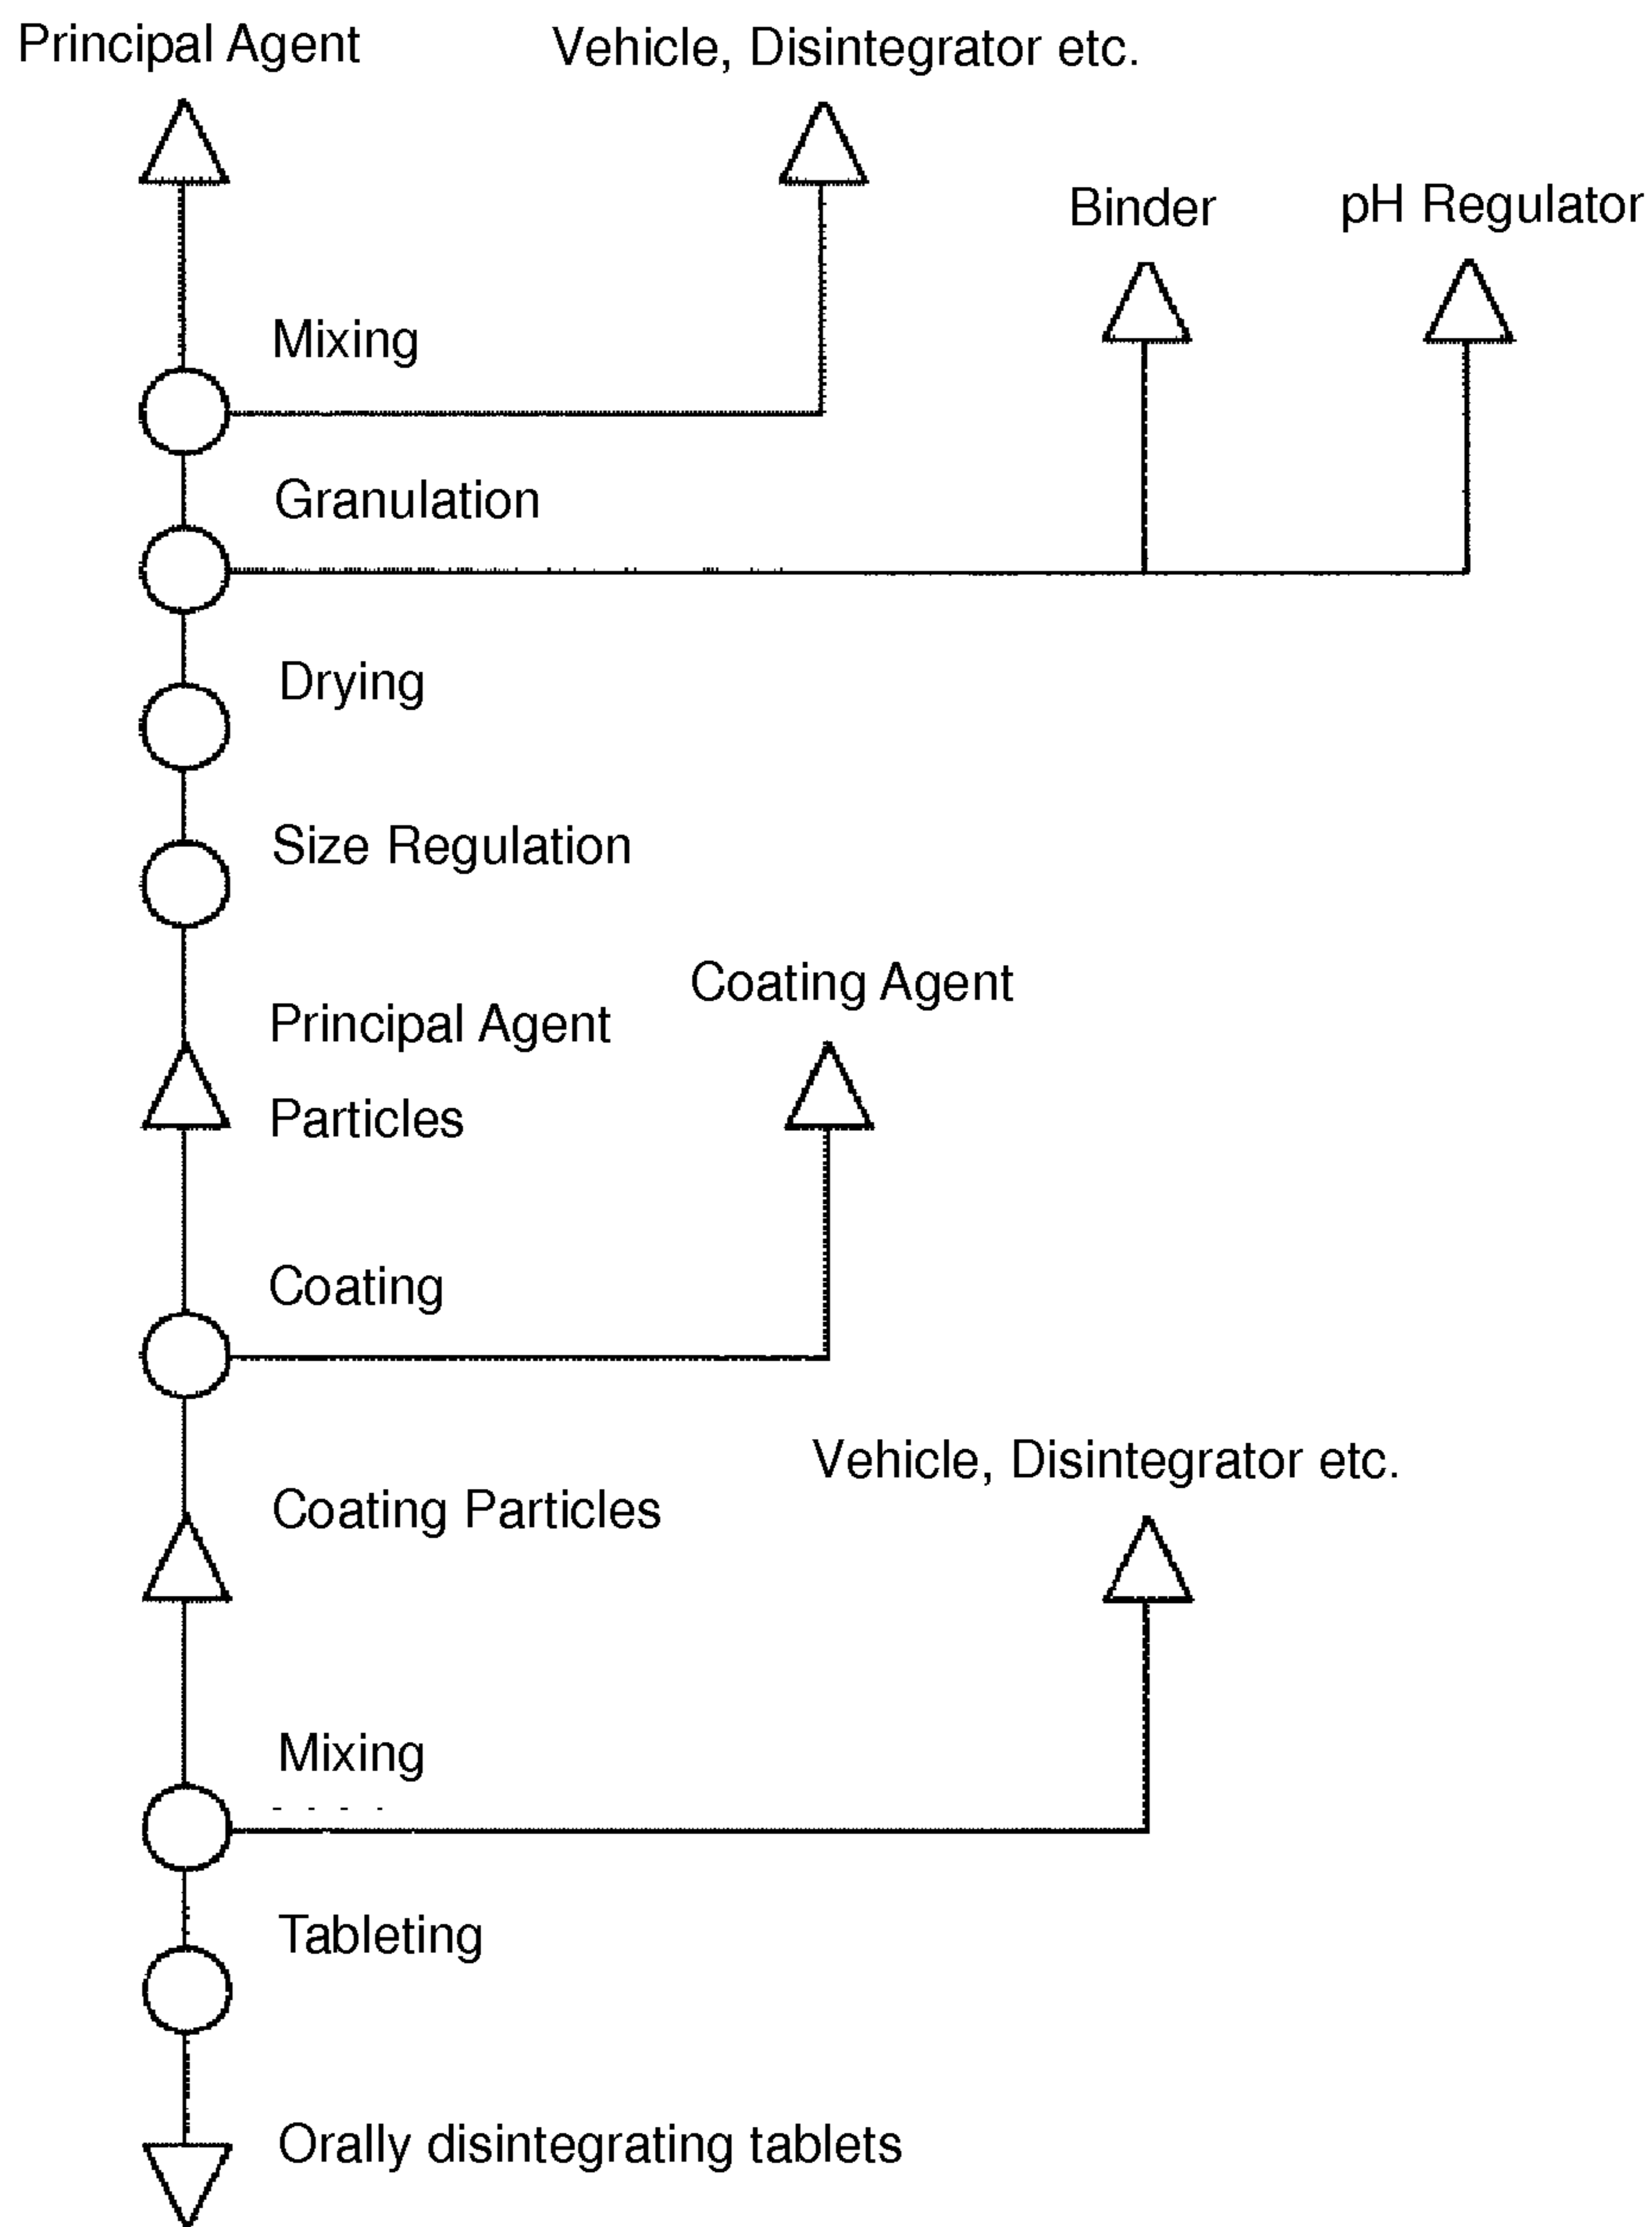 Principal Agent
Vehicle, Disintegrator etc.
Binder
pH Regulator
Mixing
Granulation
Drying
Size Regulation
Coating Agent
Principal Agent
Particles
Coating
Vehicle, Disintegrator etc.
Coating Particles
Mixing
Tableting
Orally disintegrating tablets